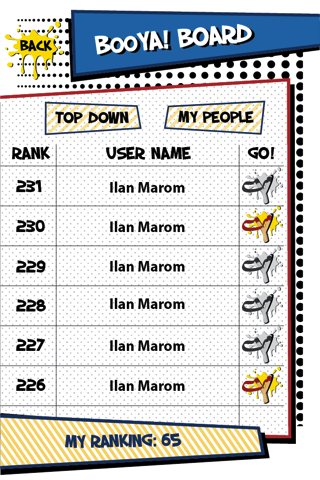 BACK
BOOYA! BOARD
TOP DOWN MY PEOPLE
RANK USER NAME GO!
231 Ilan Marom
230 Ilan Marom
229 Ilan Marom
228 Ilan Marom
227 Ilan Marom
226 Ilan Marom
MY RANKING: 65